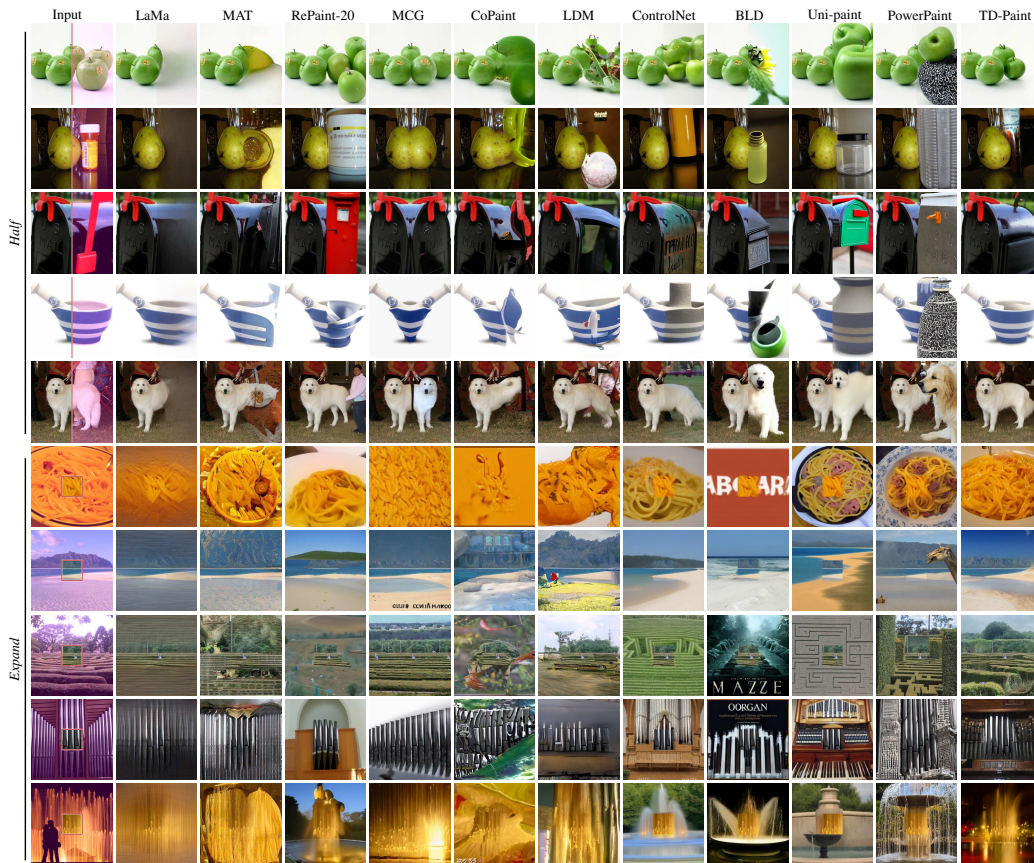 Input LaMa MAT RePaint-20 MCG CoPaint LDM ControlNet BLD Uni-paint PowerPaint TD-Paint
Half
Expand
ABOARA
MAZZE
OORGAN